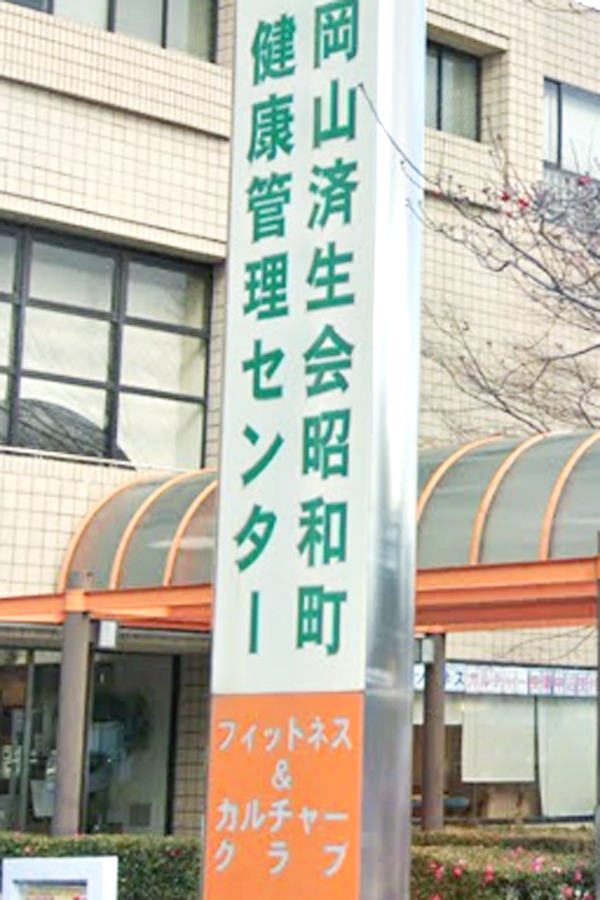 岡山済生会昭和町
健康管理センター
フィットネス
&
カルチャー
クラブ